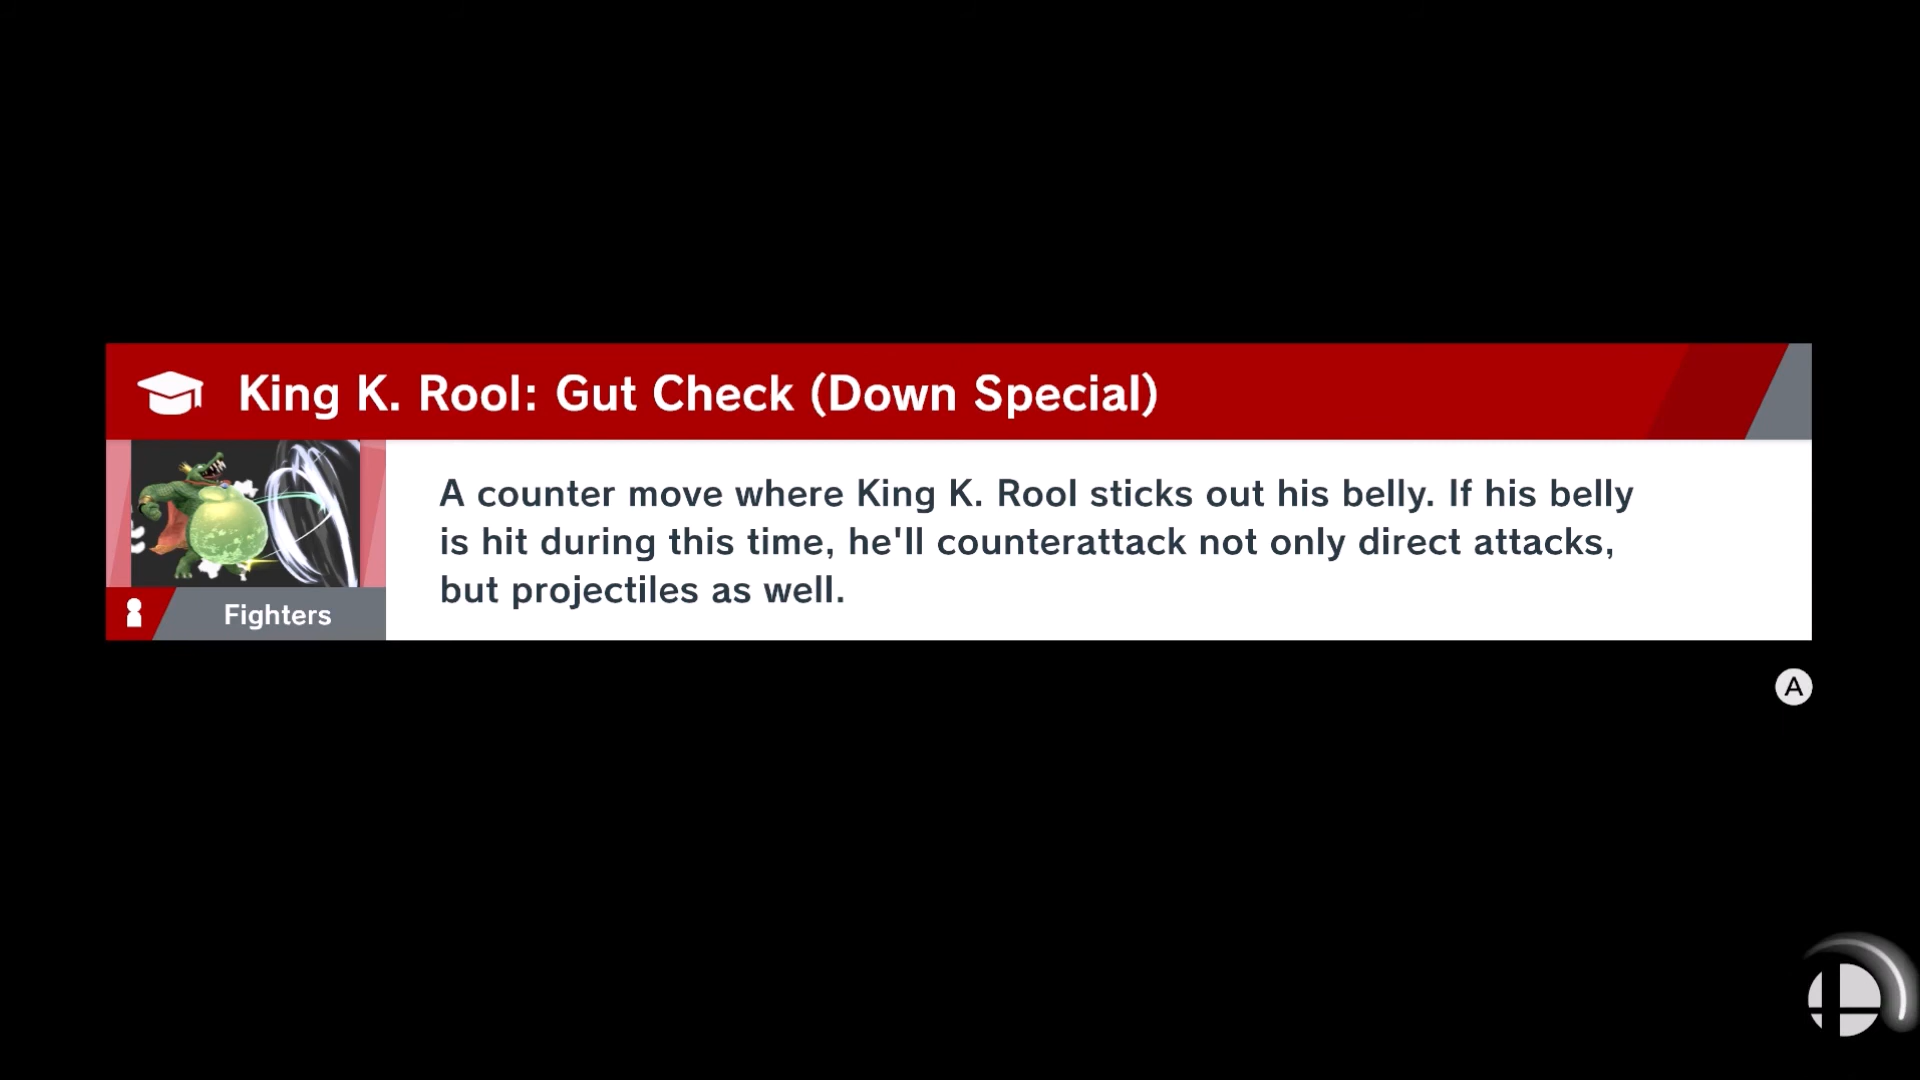 King K. Rool: Gut Check (Down Special)
A counter move where King K. Rool sticks out his belly. If his belly
is hit during this time, he'll counterattack not only direct attacks,
but projectiles as well.
Fighters
A